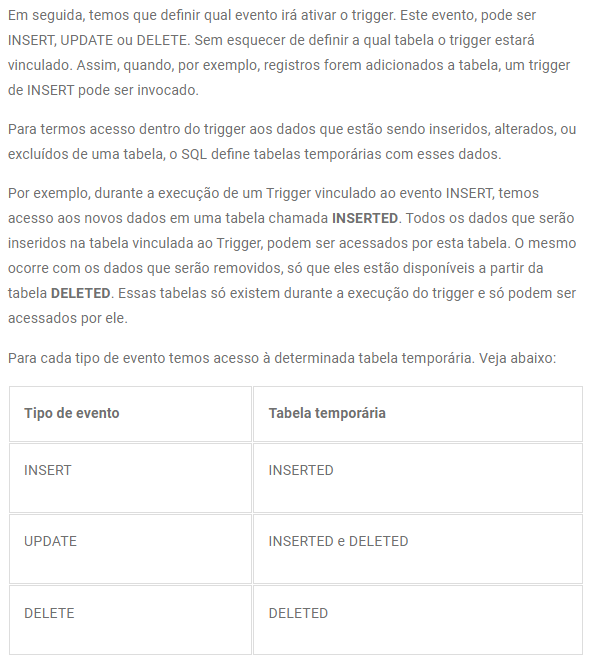 Em seguida, temos que definir qual evento irá ativar o trigger. Este evento, pode ser
INSERT, UPDATE ou DELETE. Sem esquecer de definir a qual tabela o trigger estará
vinculado. Assim, quando, por exemplo, registros forem adicionados a tabela, um trigger
de INSERT pode ser invocado.
Para termos acesso dentro do trigger aos dados que estão sendo inseridos, alterados, ou
excluídos de uma tabela, o SQL define tabelas temporárias com esses dados.
Por exemplo, durante a execução de um Trigger vinculado ao evento INSERT, temos
acesso aos novos dados em uma tabela chamada INSERTED. Todos os dados que serão
inseridos na tabela vinculada ao Trigger, podem ser acessados por esta tabela. O mesmo
ocorre com os dados que serão removidos, só que eles estão disponíveis a partir da
tabela DELETED. Essas tabelas só existem durante a execução do trigger e só podem ser
acessados por ele.
Para cada tipo de evento temos acesso à determinada tabela temporária. Veja abaixo:
Tipo de evento Tabela temporária
INSERT INSERTED
UPDATE INSERTED e DELETED
DELETE DELETED